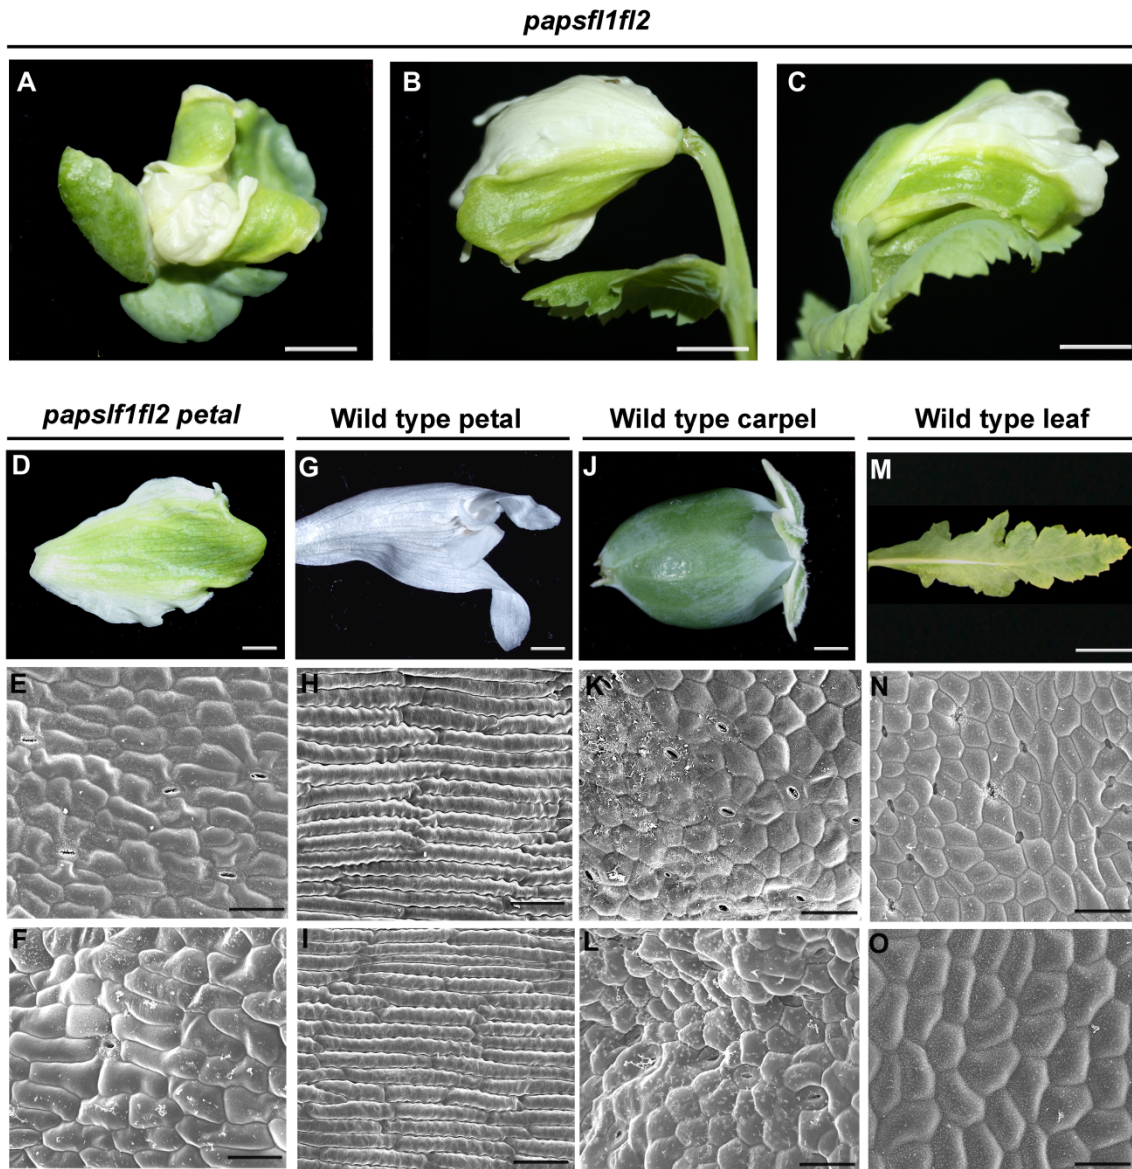 papsfl1fl2
A B C
papslf1fl2 petal Wild type petal Wild type carpel Wild type leaf
D G J M
E H K N
F I L O